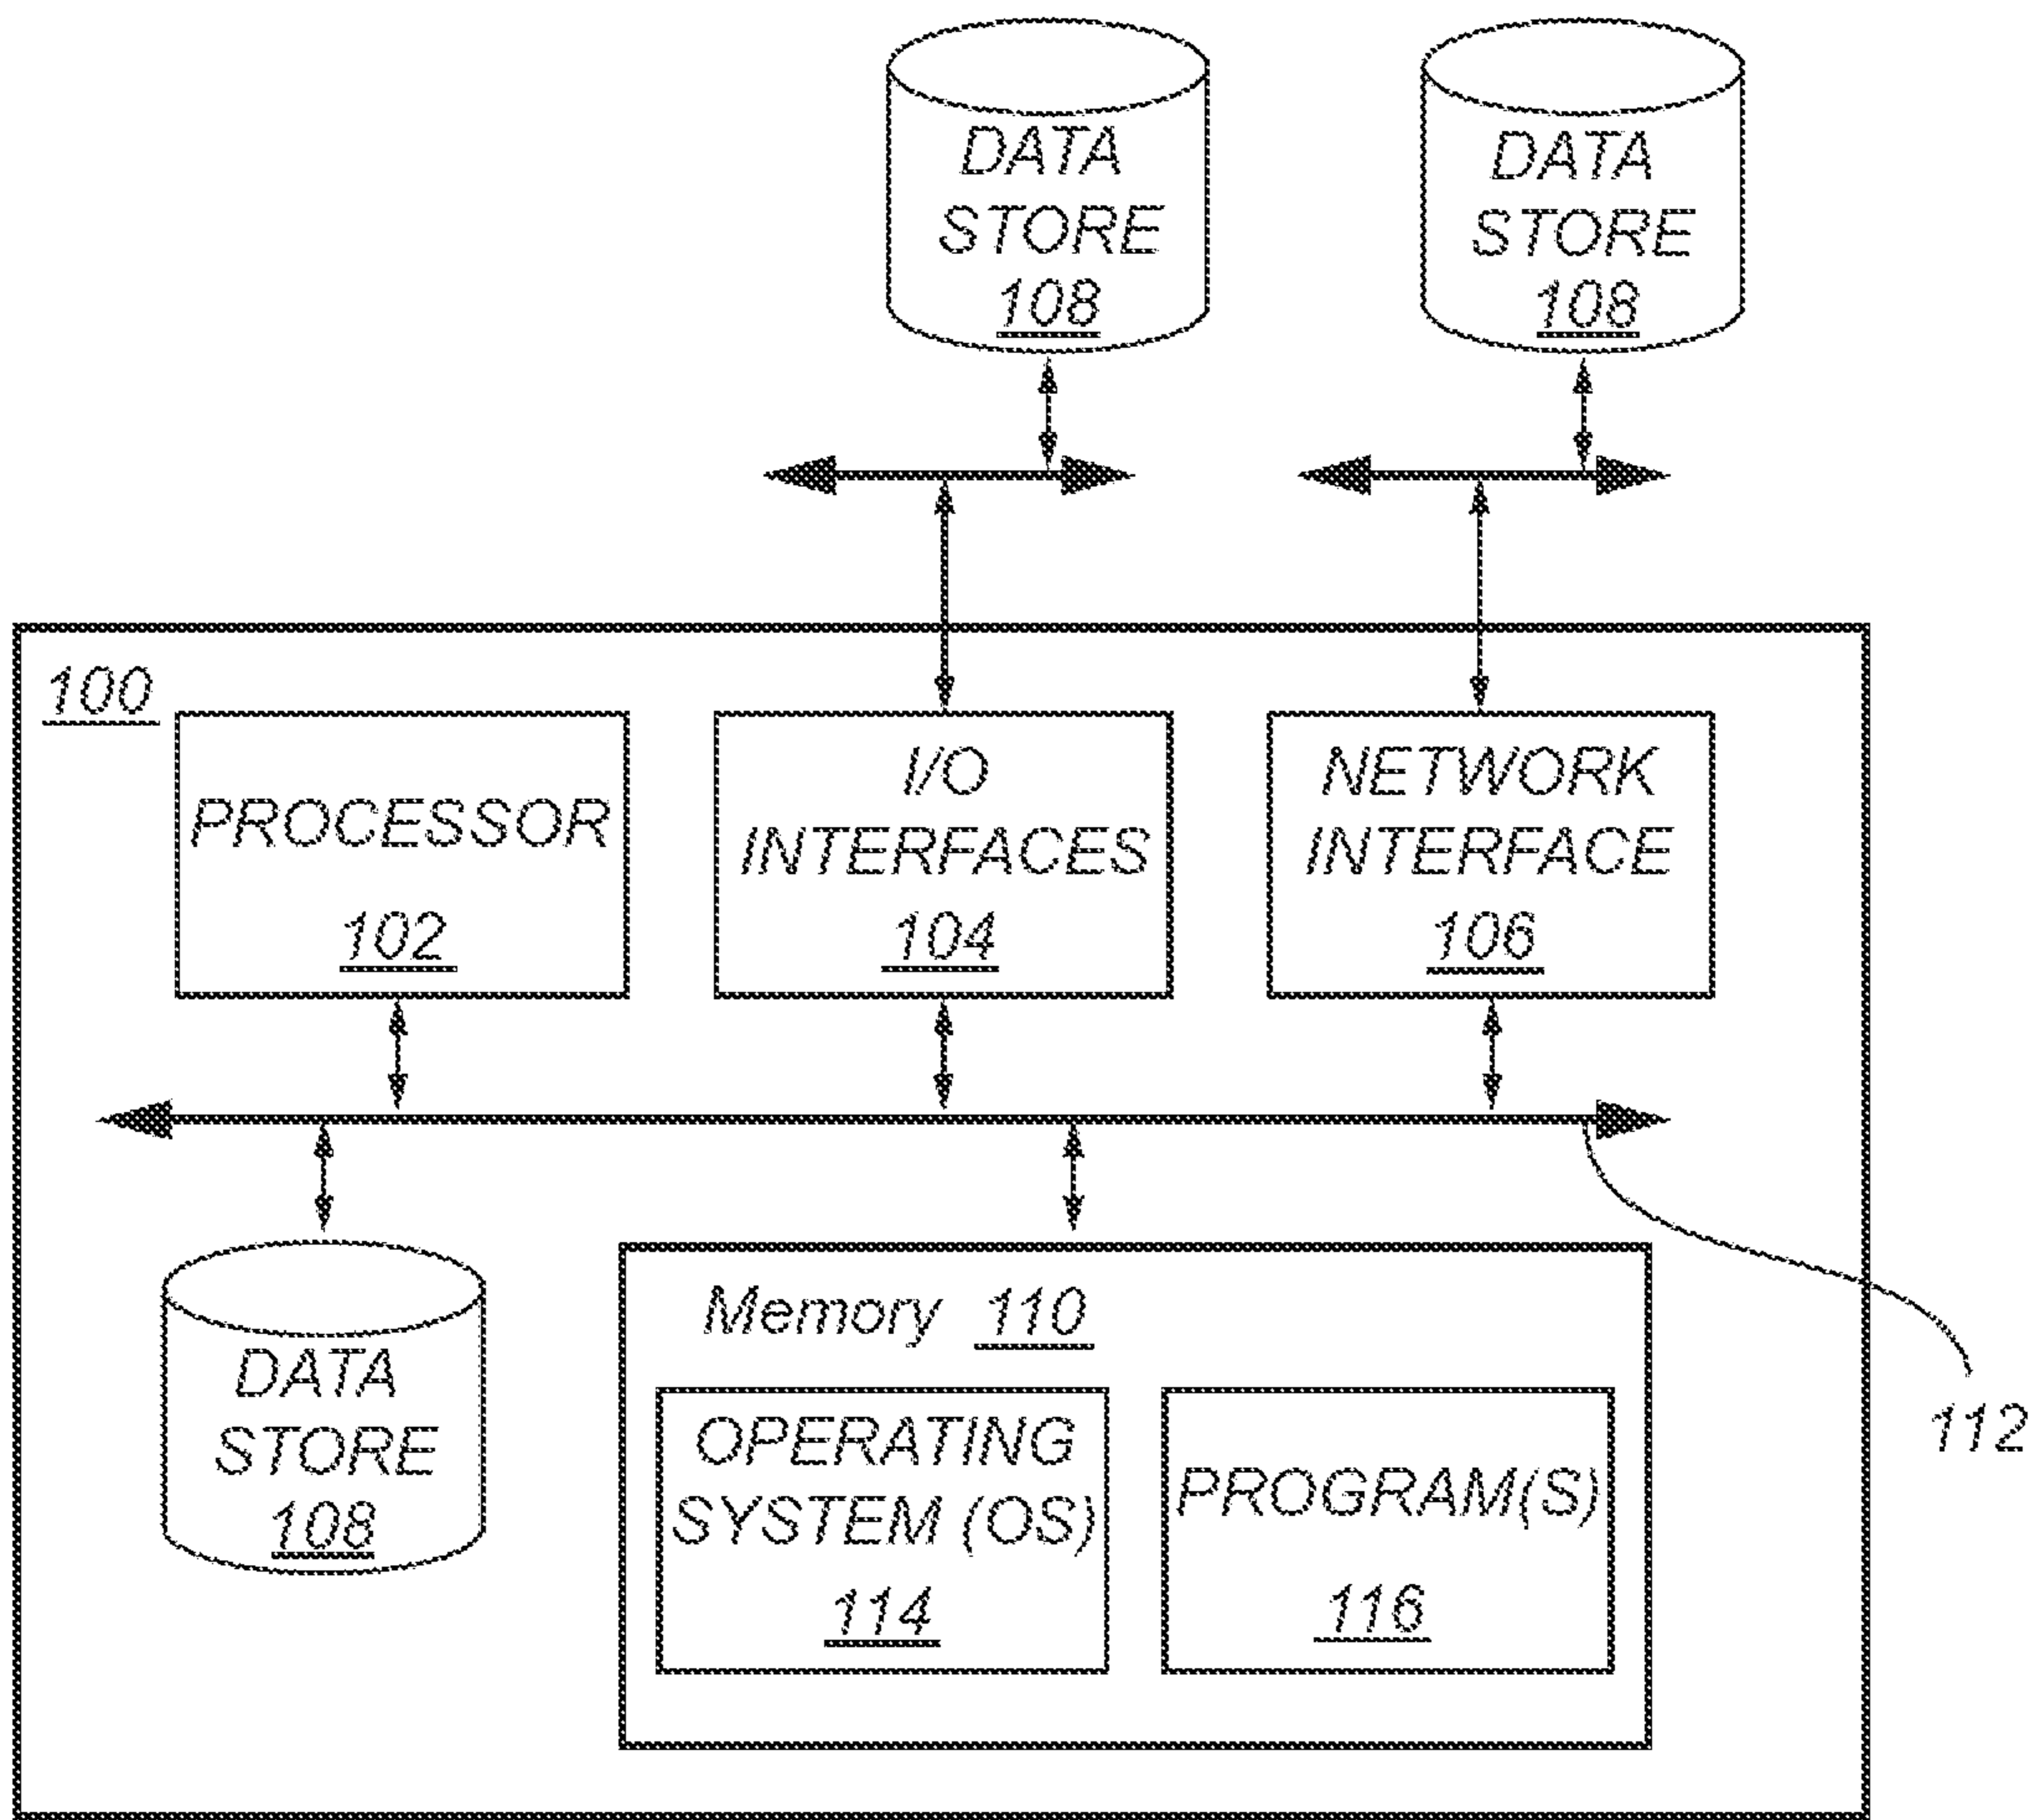 DATA
STORE
108
DATA
STORE
108
100
PROCESSOR
102
I/O
INTERFACES
104
NETWORK
INTERFACE
106
DATA
STORE
108
Memory 110
OPERATING
SYSTEM (OS)
114
PROGRAM(S)
116
112